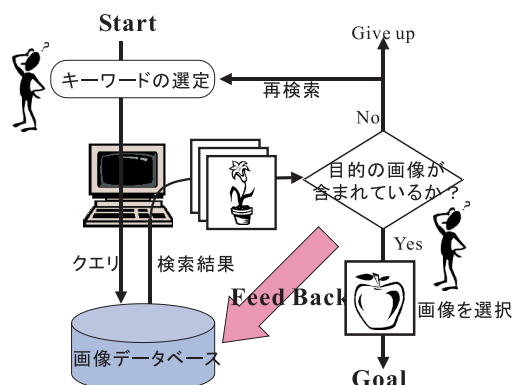 Start
Give up
キーワードの選定
再検索
No
目的の画像が
含まれているか?
クエリ
検索結果
Yes
Feed Back
画像を選択
画像データベース
Goal